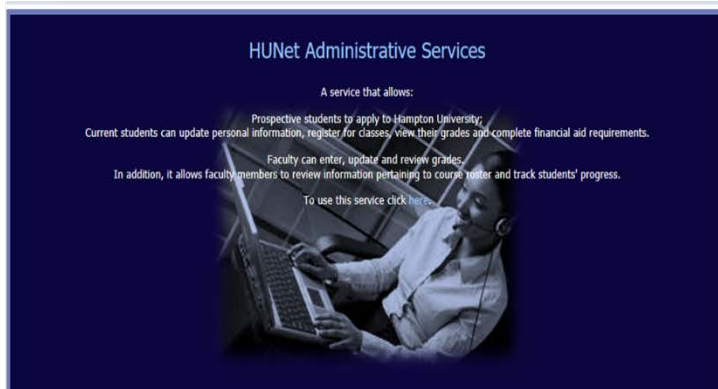 HUNet Administrative Services
A service that allows:
Prospective students to apply to Hampton University;
Current students can update personal information, register for classes, view their grades and complete financial aid requirements.
Faculty can enter, update and review grades.
In addition, it allows faculty members to review information pertaining to course roster and track students' progress.
To use this service click here.